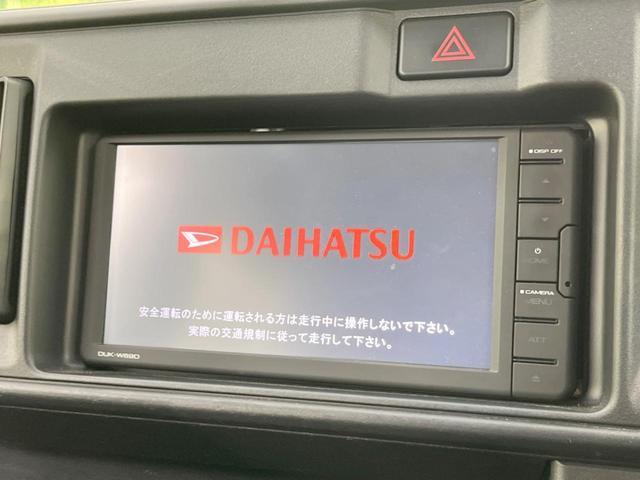 DISP OFF
DAIHATSU
HOME
CAMERA
MENU
安全運転のために運転される方は走行中に操作しないで下さい。
実際の交通規制に従って走行して下さい。
ATT
DUK-W68D